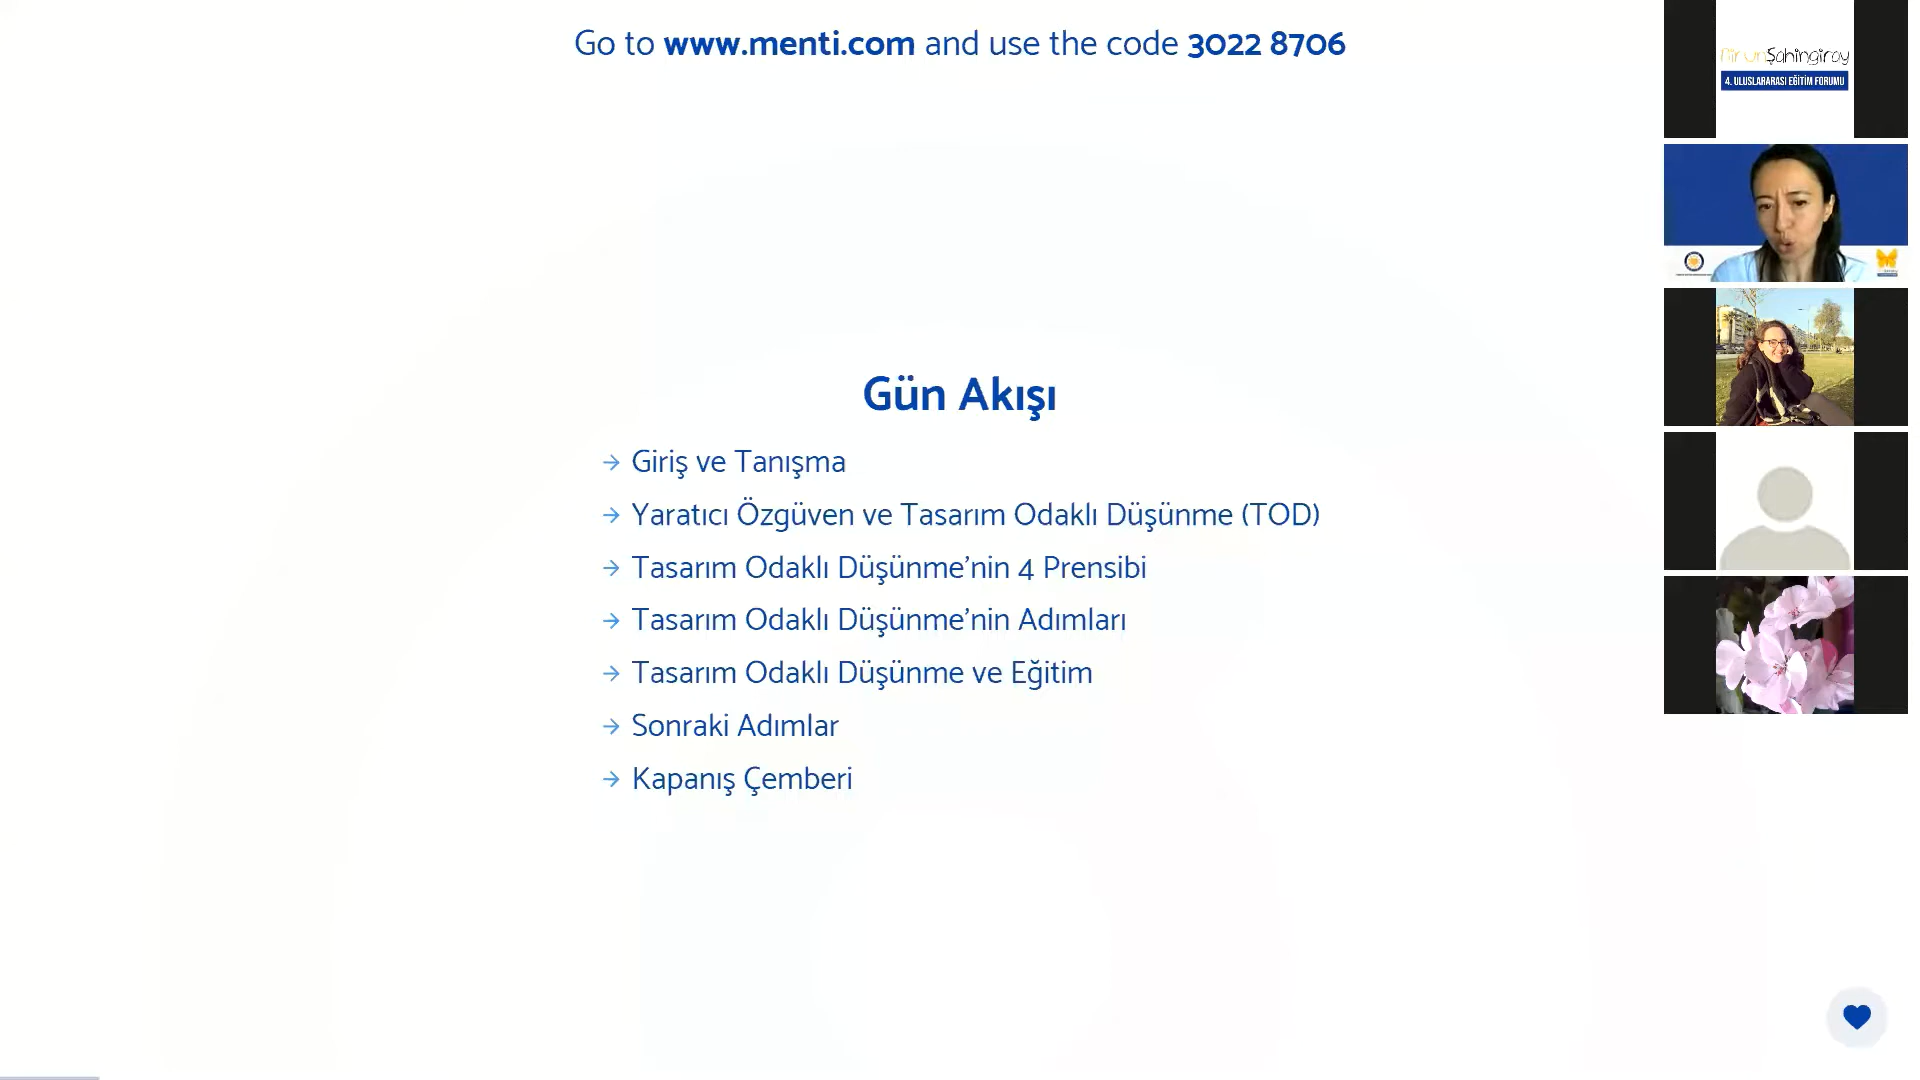 Go to www.menti.com and use the code 3022 8706
NirunŞahingiray
4. ULUSLARARASI EĞİTİM FORUMU
Gün Akışı
→ Giriş ve Tanışma
→ Yaratıcı Özgüven ve Tasarım Odaklı Düşünme (TOD)
→ Tasarım Odaklı Düşünme’nin 4 Prensibi
→ Tasarım Odaklı Düşünme’nin Adımları
→ Tasarım Odaklı Düşünme ve Eğitim
→ Sonraki Adımlar
→ Kapanış Çemberi